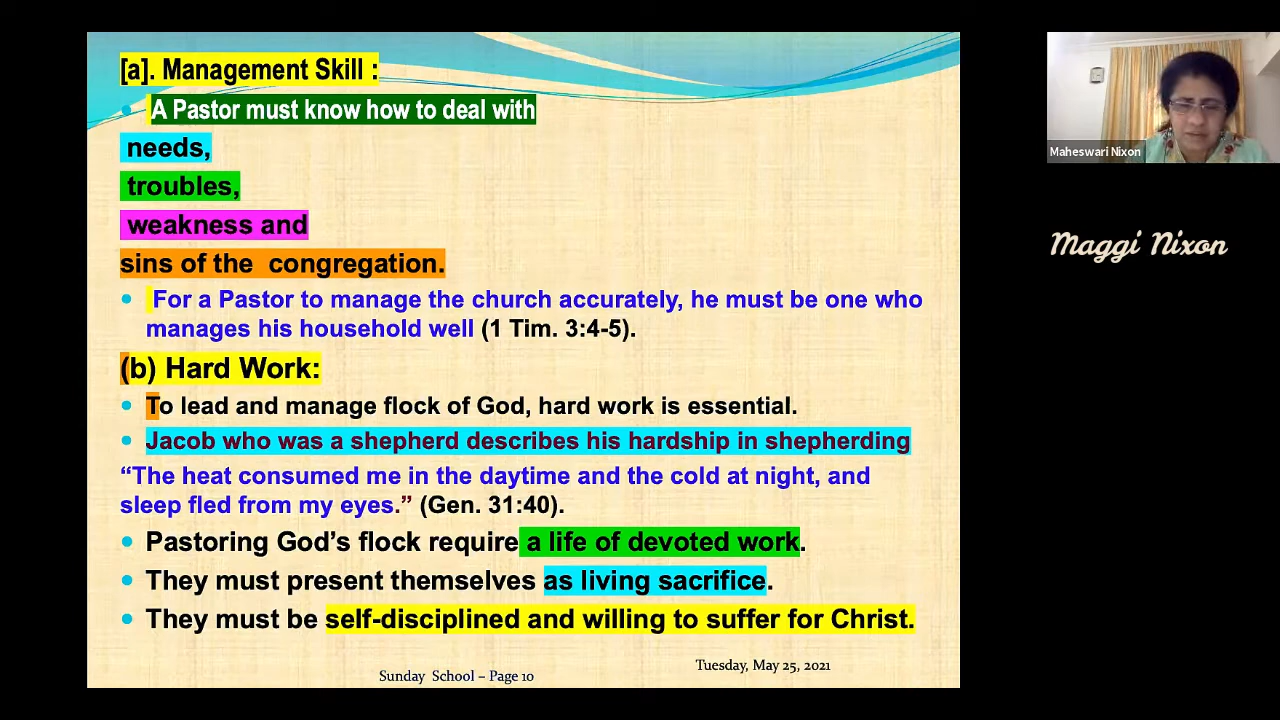 [a]. Management Skill :
• A Pastor must know how to deal with
needs,
troubles,
weakness and
sins of the congregation.
• For a Pastor to manage the church accurately, he must be one who
manages his household well (1 Tim. 3:4-5).
(b) Hard Work:
• To lead and manage flock of God, hard work is essential.
• Jacob who was a shepherd describes his hardship in shepherding
“The heat consumed me in the daytime and the cold at night, and
sleep fled from my eyes.” (Gen. 31:40).
• Pastoring God’s flock require a life of devoted work.
• They must present themselves as living sacrifice.
• They must be self-disciplined and willing to suffer for Christ.
Sunday School – Page 10
Tuesday, May 25, 2021
Maheswari Nixon
Maggi Nixon